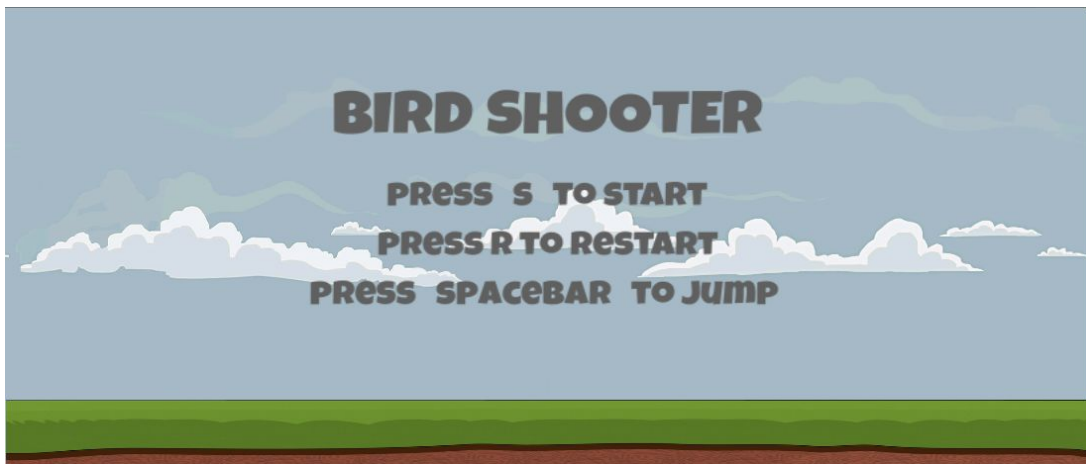 BIRD SHOOTER
PRESS S TO START
PRESS R TO RESTART
PRESS SPACEBAR TO JUMP